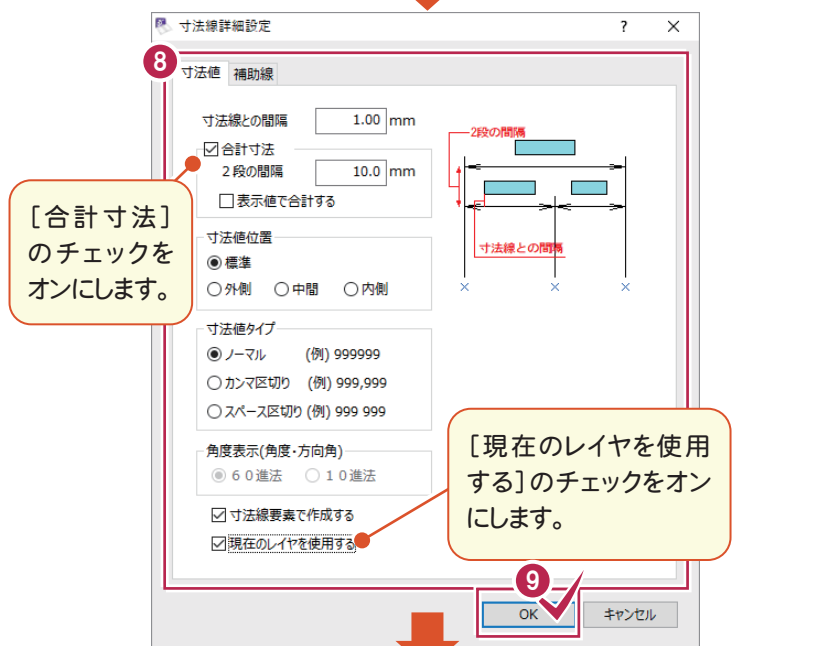 寸法線詳細設定
?
×
8
寸法値
補助線
寸法線との間隔
1.00
mm
合計寸法
2段の間隔
10.0
mm
表示値で合計する
2段の間隔
寸法線との間隔
[合計寸法]
のチェックを
オンにします。
寸法値位置
標準
外側
中間
内側
寸法値タイプ
ノーマル (例) 999999
カンマ区切り (例) 999,999
スペース区切り (例) 999 999
角度表示(角度・方向角)
60進法
10進法
寸法線要素で作成する
現在のレイヤを使用する
[現在のレイヤを使用
する]のチェックをオン
にします。
9
OK
キャンセル